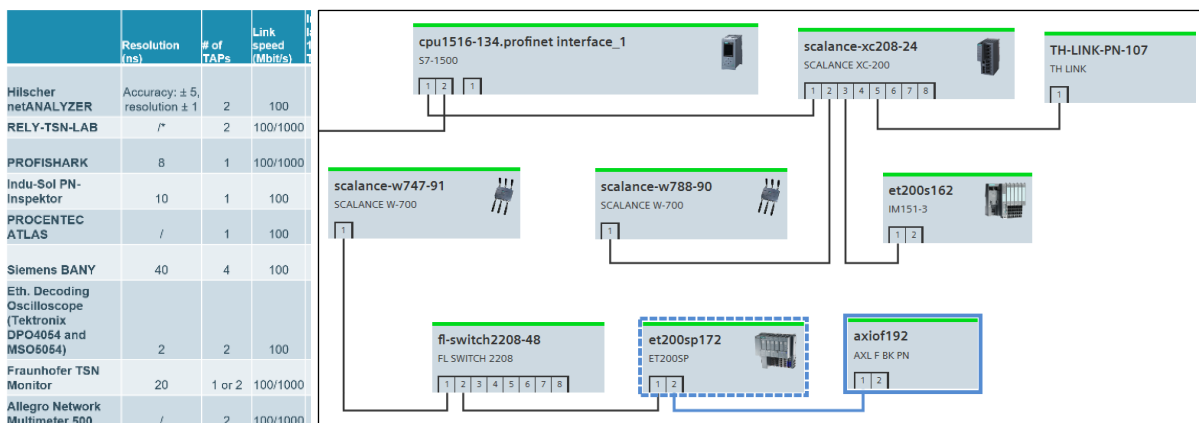 Resolution (ns)
# of TAPs
Link speed (Mbit/s)
Hilscher netANALYZER
Accuracy: ± 5, resolution ± 1
2
100
RELY-TSN-LAB
/*
2
100/1000
PROFISHARK
8
1
100/1000
Indu-Sol PN-Inspektor
10
1
100
PROCENTEC ATLAS
/
1
100
Siemens BANY
40
4
100
Eth. Decoding Oscilloscope (Tektronix DPO4054 and MSO5054)
2
2
100
Fraunhofer TSN Monitor
20
1 or 2
100/1000
Allegro Network Multimeter 500
/
2
100/1000
cpu1516-134.profinet interface_1
S7-1500
1 2 1
scalance-xc208-24
SCALANCE XC-200
1 2 3 4 5 6 7 8
TH-LINK-PN-107
TH LINK
1
scalance-w747-91
SCALANCE W-700
1
scalance-w788-90
SCALANCE W-700
1
et200s162
IM151-3
1 2
fl-switch2208-48
FL SWITCH 2208
1 2 3 4 5 6 7 8
et200sp172
ET200SP
1 2
axiof192
AXL F BK PN
1 2